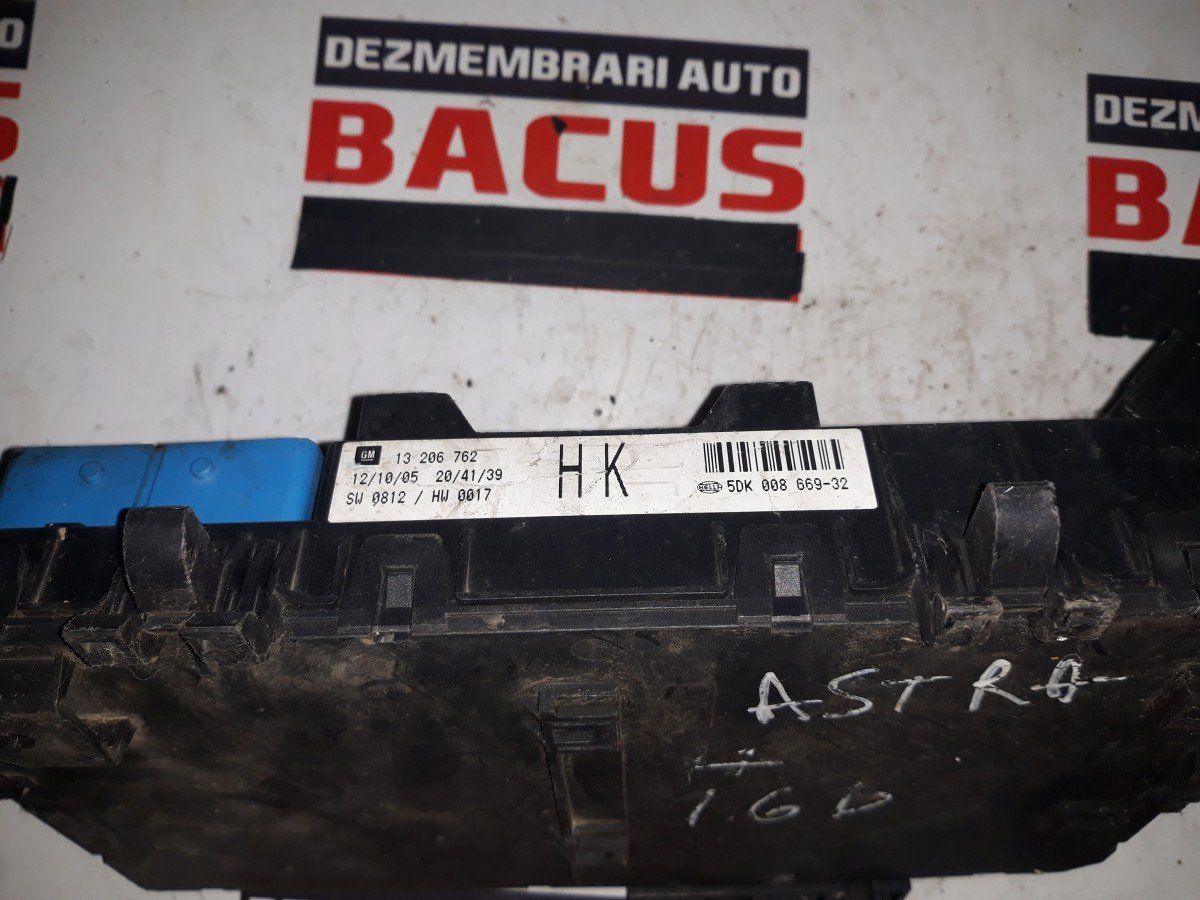 DEZMEMBRARI AUTO
BACUS
DEZM
BA
GM 13 206 762
12/10/05 20/41/39
SW 0812 / HW 0017
HK
HELLA 5DK 008 669-32
ASTRA
H
1.6 D